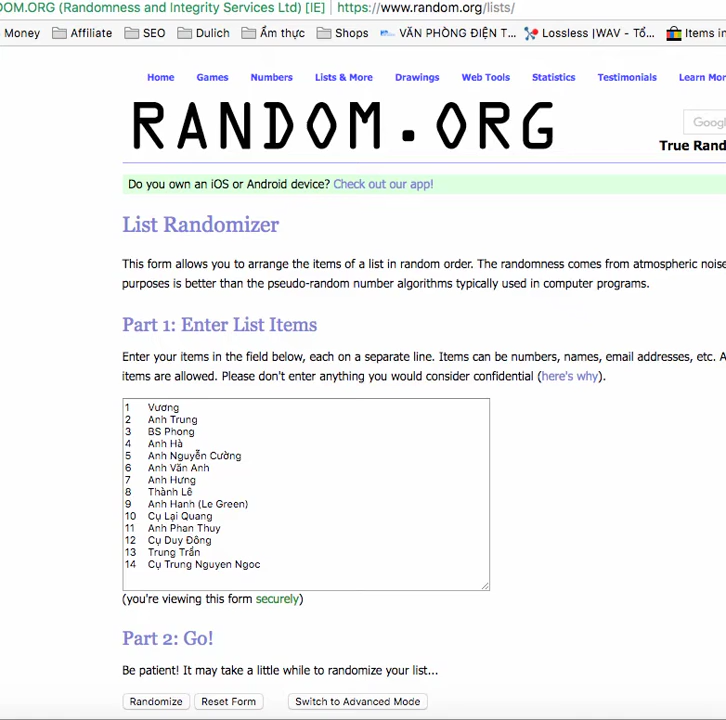 DOM.ORG (Randomness and Integrity Services Ltd) [IE] https://www.random.org/lists/
Money Affiliate SEO Dulich Ẩm thực Shops VĂN PHÒNG ĐIỆN T... Lossless |WAV - Tổ... Items in
Home Games Numbers Lists & More Drawings Web Tools Statistics Testimonials Learn Mor
RANDOM.ORG
Goog
True Rand
Do you own an iOS or Android device? Check out our app!
List Randomizer
This form allows you to arrange the items of a list in random order. The randomness comes from atmospheric noise
purposes is better than the pseudo-random number algorithms typically used in computer programs.
Part 1: Enter List Items
Enter your items in the field below, each on a separate line. Items can be numbers, names, email addresses, etc. A
items are allowed. Please don't enter anything you would consider confidential (here's why).
1 Vương
2 Anh Trung
3 BS Phong
4 Anh Hà
5 Anh Nguyễn Cường
6 Anh Văn Anh
7 Anh Hưng
8 Thành Lê
9 Anh Hanh (Le Green)
10 Cụ Lại Quang
11 Anh Phan Thuy
12 Cụ Duy Đông
13 Trung Trần
14 Cụ Trung Nguyen Ngoc
(you're viewing this form securely)
Part 2: Go!
Be patient! It may take a little while to randomize your list...
Randomize Reset Form Switch to Advanced Mode